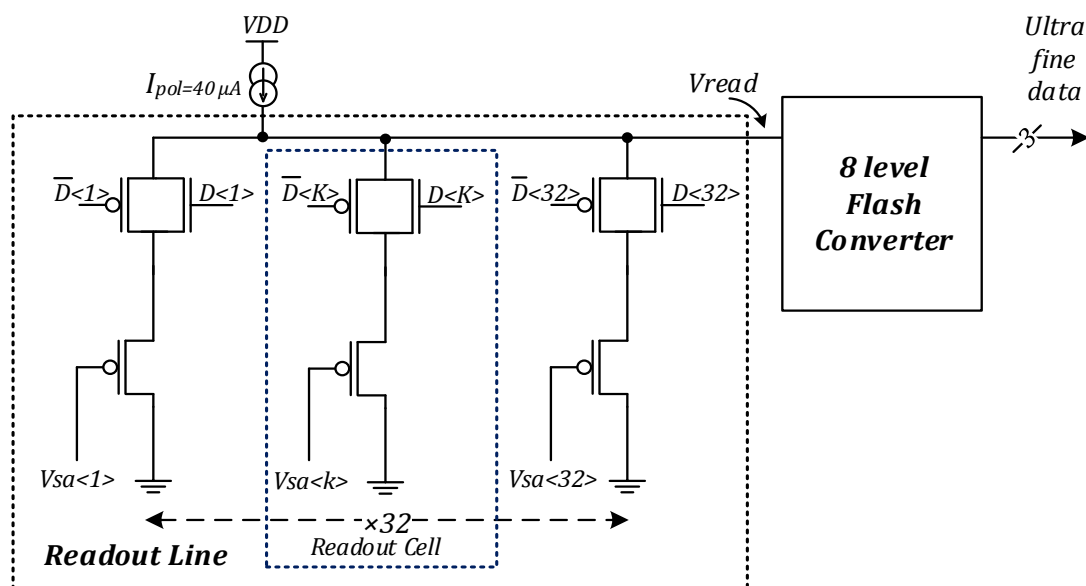 VDD
I pol=40 μA
Vread
Ultra
fine
data
3
8 level
Flash
Converter
D̅<1>
D<1>
D̅<K>
D<K>
D̅<32>
D<32>
Vsa<1>
Vsa<k>
Vsa<32>
×32
Readout Line
Readout Cell